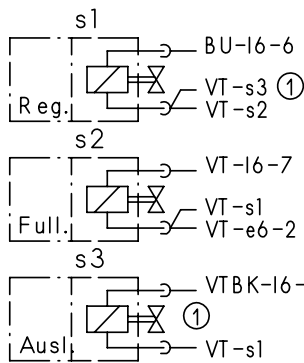 s1
BU-16-6
VT-s3 1
Reg. VT-s2
s2
VT-16-7
VT-s1
Full. VT-e6-2
s3
VTBK-16-
1
Ausl. VT-s1